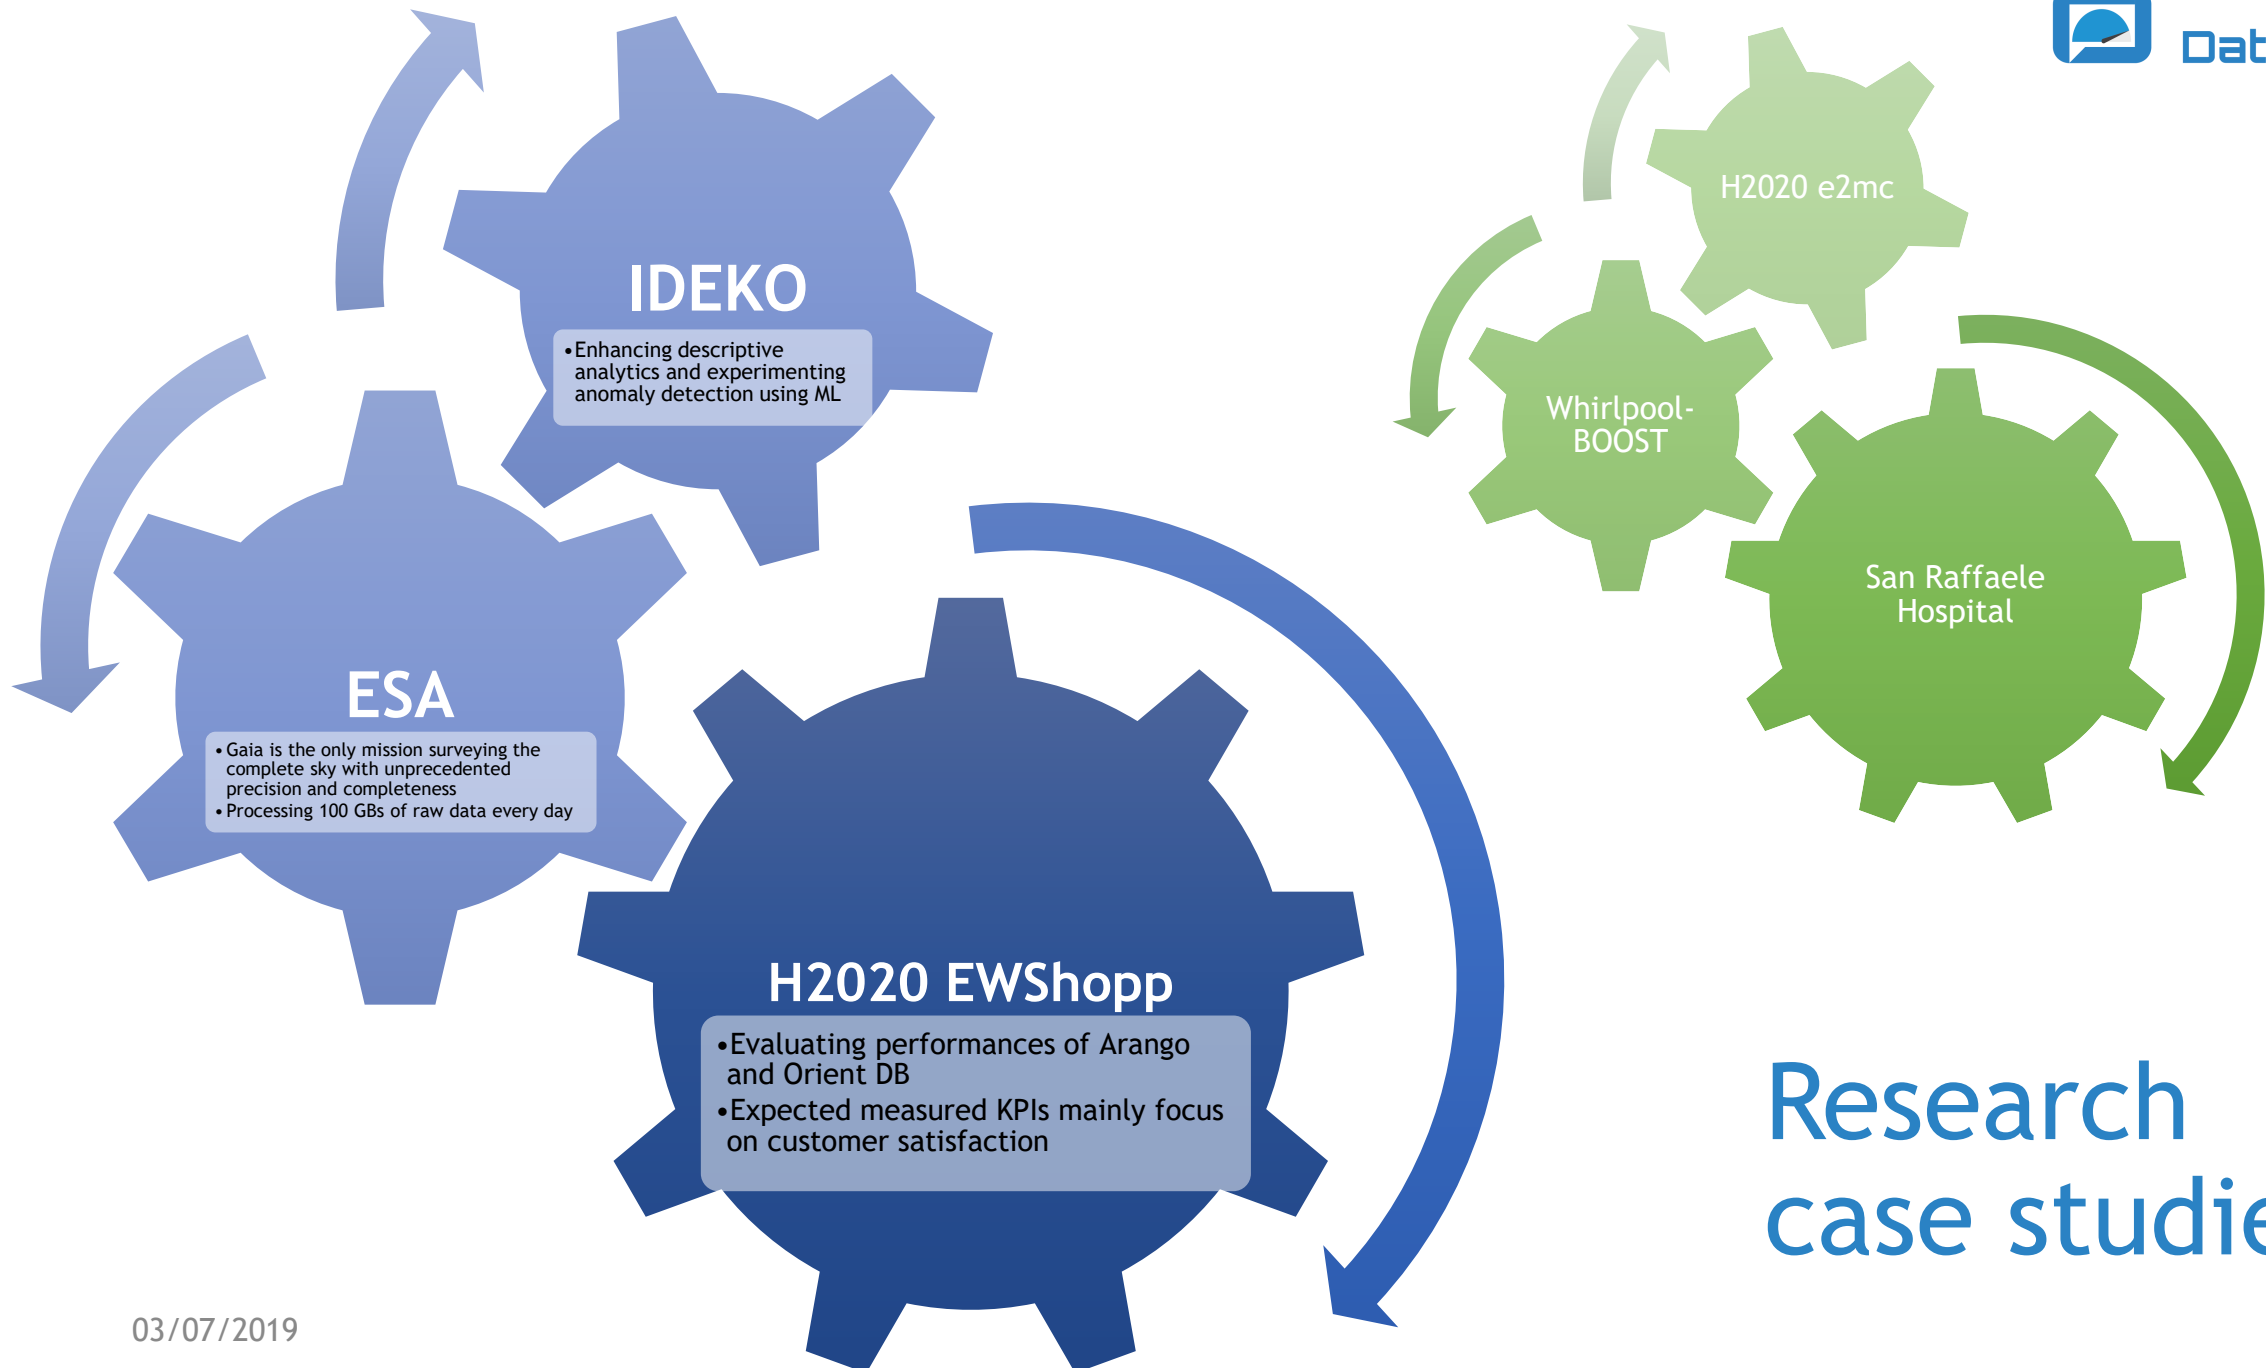 IDEKO
•Enhancing descriptive
analytics and experimenting
anomaly detection using ML
ESA
•Gaia is the only mission surveying the
complete sky with unprecedented
precision and completeness
•Processing 100 GBs of raw data every day
H2020 EWShopp
•Evaluating performances of Arango
and Orient DB
•Expected measured KPIs mainly focus
on customer satisfaction
Dat
H2020 e2mc
Whirlpool-
BOOST
San Raffaele
Hospital
Research
case studie
03/07/2019